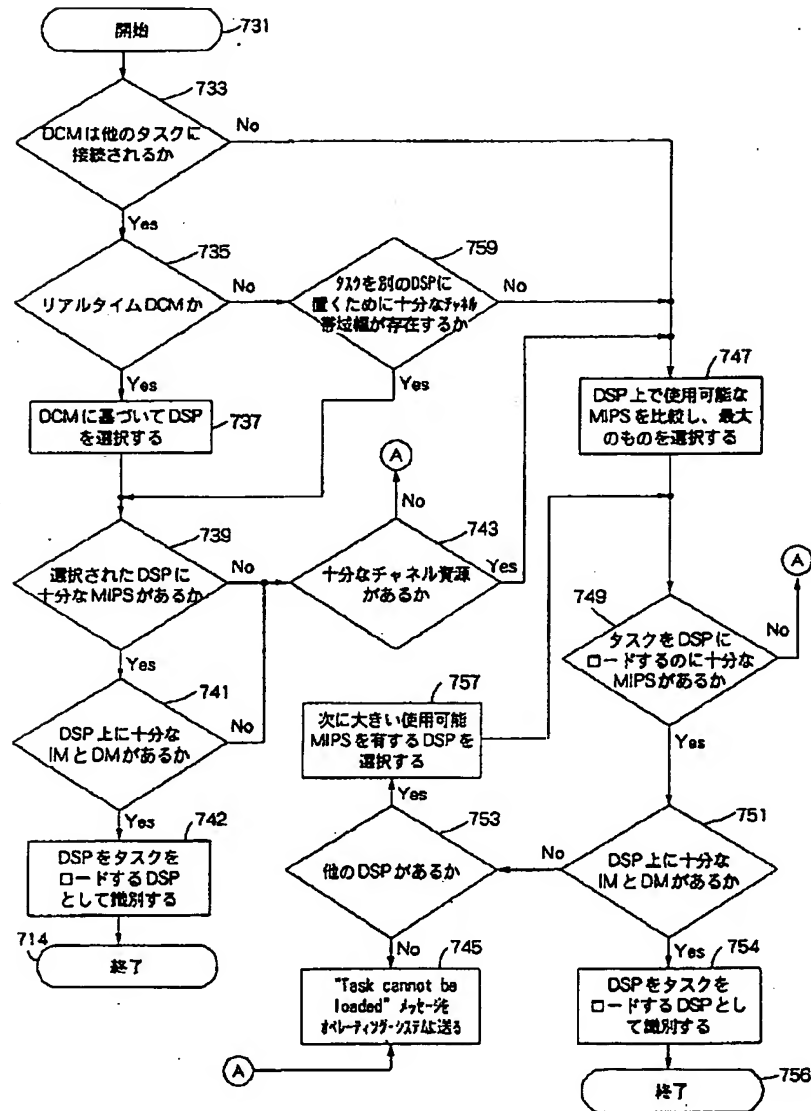 開始
731
733
DCMは他のタスクに
接続されるか
No
Yes
735
リアルタイムDCMか
No
759
タスクを別のDSPに
置くために十分なチャネル
帯域幅が存在するか
No
Yes
Yes
DCMに基づいてDSP
を選択する
737
747
DSP上で使用可能な
MIPSを比較し、最大
のものを選択する
A
No
739
選択されたDSPに
十分なMIPSがあるか
No
743
十分なチャネル資源
があるか
Yes
Yes
A
749
タスクをDSPに
ロードするのに十分な
MIPSがあるか
No
Yes
741
DSP上に十分な
IMとDMがあるか
No
Yes
757
次に大きい使用可能
MIPSを有するDSPを
選択する
Yes
753
他のDSPがあるか
No
751
DSP上に十分な
IMとDMがあるか
No
Yes
742
DSPをタスクを
ロードするDSP
として識別する
714
終了
745
"Task cannot be
loaded" メッセージを
オペレーティング・システムに送る
A
754
DSPをタスクを
ロードするDSPとし
て識別する
終了
756